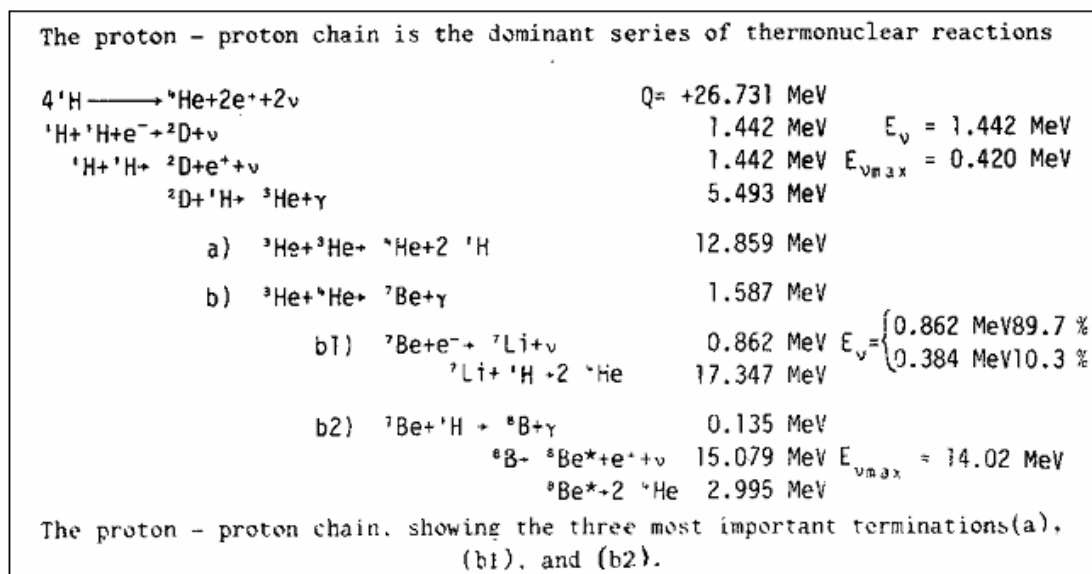 The proton - proton chain is the dominant series of thermonuclear reactions
4¹H ⟶ ⁴He+2e⁺+2ν Q= +26.731 MeV
¹H+¹H+e⁻→²D+ν 1.442 MeV E_ν = 1.442 MeV
¹H+¹H→ ²D+e⁺+ν 1.442 MeV E_νmax = 0.420 MeV
²D+¹H→ ³He+γ 5.493 MeV
a) ³He+³He→ ⁴He+2 ¹H 12.859 MeV
b) ³He+⁴He→ ⁷Be+γ 1.587 MeV
b1) ⁷Be+e⁻→ ⁷Li+ν 0.862 MeV E_ν={0.862 MeV89.7 %
0.384 MeV10.3 %
⁷Li+ ¹H →2 ⁴He 17.347 MeV
b2) ⁷Be+¹H → ⁸B+γ 0.135 MeV
⁸B→ ⁸Be*+e⁺+ν 15.079 MeV E_νmax = 14.02 MeV
⁸Be*→2 ⁴He 2.995 MeV
The proton - proton chain, showing the three most important terminations(a),
(b1), and (b2).